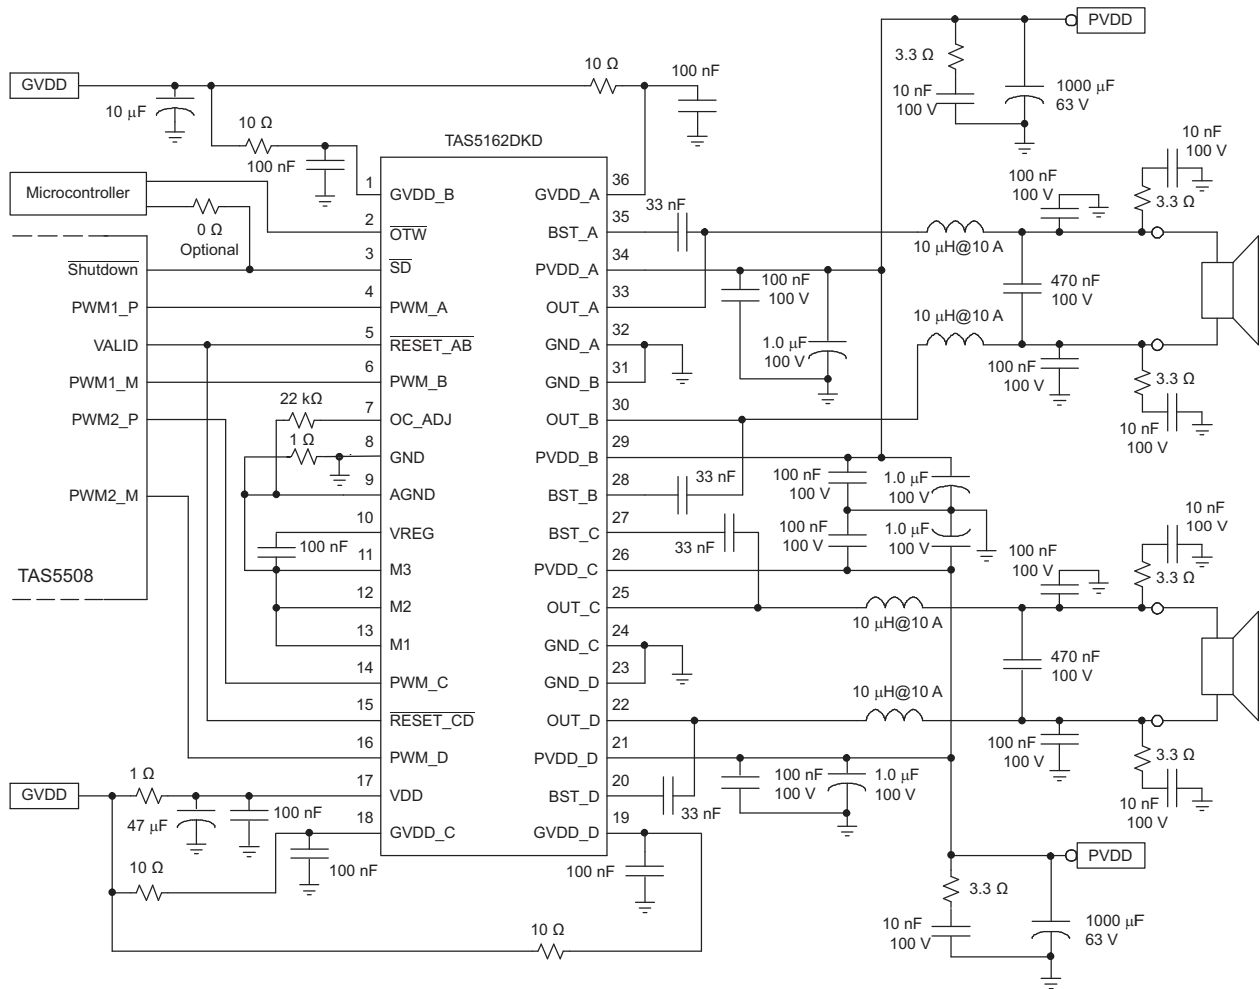 PVDD
3.3 Ω
10 nF
100 V
1000 µF
63 V
GVDD
10 µF
10 Ω
100 nF
10 Ω
100 nF
TAS5162DKD
Microcontroller
0 Ω
Optional
Shutdown
PWM1_P
VALID
PWM1_M
PWM2_P
PWM2_M
TAS5508
1
GVDD_B
2
OTW
3
SD
4
PWM_A
5
RESET_AB
6
PWM_B
22 kΩ
7
OC_ADJ
1 Ω
8
GND
9
AGND
10
VREG
100 nF
11
M3
12
M2
13
M1
14
PWM_C
15
RESET_CD
16
PWM_D
17
VDD
18
GVDD_C
36
GVDD_A
35
BST_A
34
PVDD_A
33
OUT_A
32
GND_A
31
GND_B
30
OUT_B
29
PVDD_B
28
BST_B
27
BST_C
26
PVDD_C
25
OUT_C
24
GND_C
23
GND_D
22
OUT_D
21
PVDD_D
20
BST_D
19
GVDD_D
33 nF
100 nF
100 V
1.0 µF
100 V
10 µH@10 A
10 µH@10 A
100 nF
100 V
10 nF
100 V
3.3 Ω
470 nF
100 V
100 nF
100 V
3.3 Ω
10 nF
100 V
33 nF
100 nF
100 V
1.0 µF
100 V
33 nF
100 nF
100 V
1.0 µF
100 V
10 µH@10 A
10 µH@10 A
100 nF
100 V
10 nF
100 V
3.3 Ω
470 nF
100 V
100 nF
100 V
3.3 Ω
10 nF
100 V
33 nF
100 nF
100 V
1.0 µF
100 V
GVDD
1 Ω
47 µF
100 nF
10 Ω
100 nF
100 nF
10 Ω
PVDD
3.3 Ω
10 nF
100 V
1000 µF
63 V